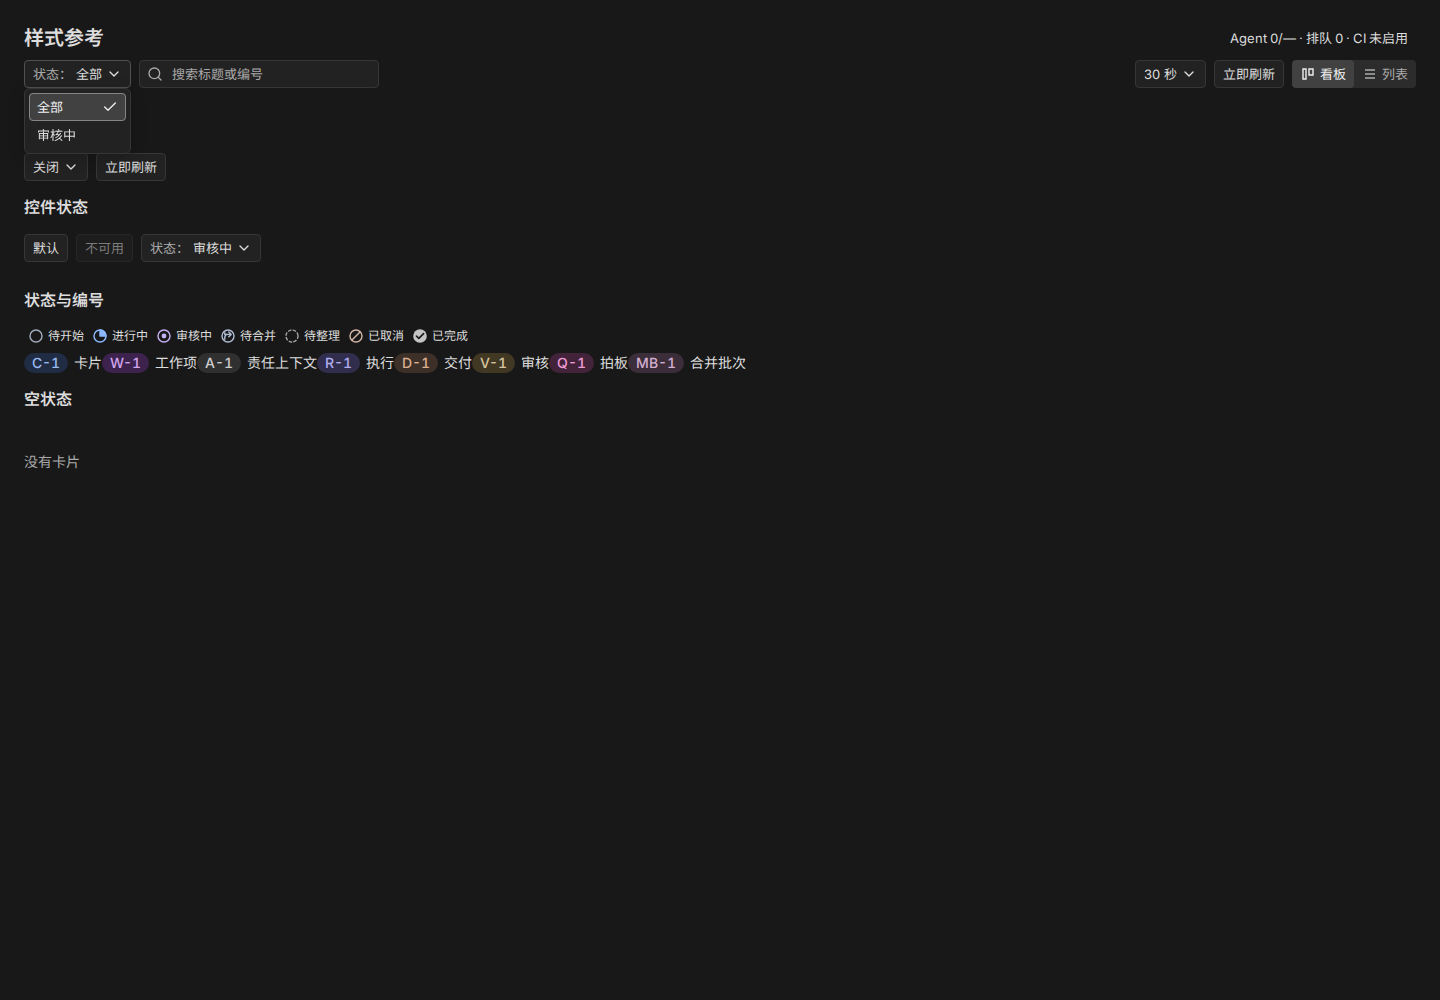 样式参考
Agent 0/— · 排队 0 · CI 未启用
状态： 全部 搜索标题或编号 30 秒 立即刷新 看板 列表
全部
审核中
关闭 立即刷新
控件状态
默认 不可用 状态： 审核中
状态与编号
待开始 进行中 审核中 待合并 待整理 已取消 已完成
C-1 卡片 W-1 工作项 A-1 责任上下文 R-1 执行 D-1 交付 V-1 审核 Q-1 拍板 MB-1 合并批次
空状态
没有卡片